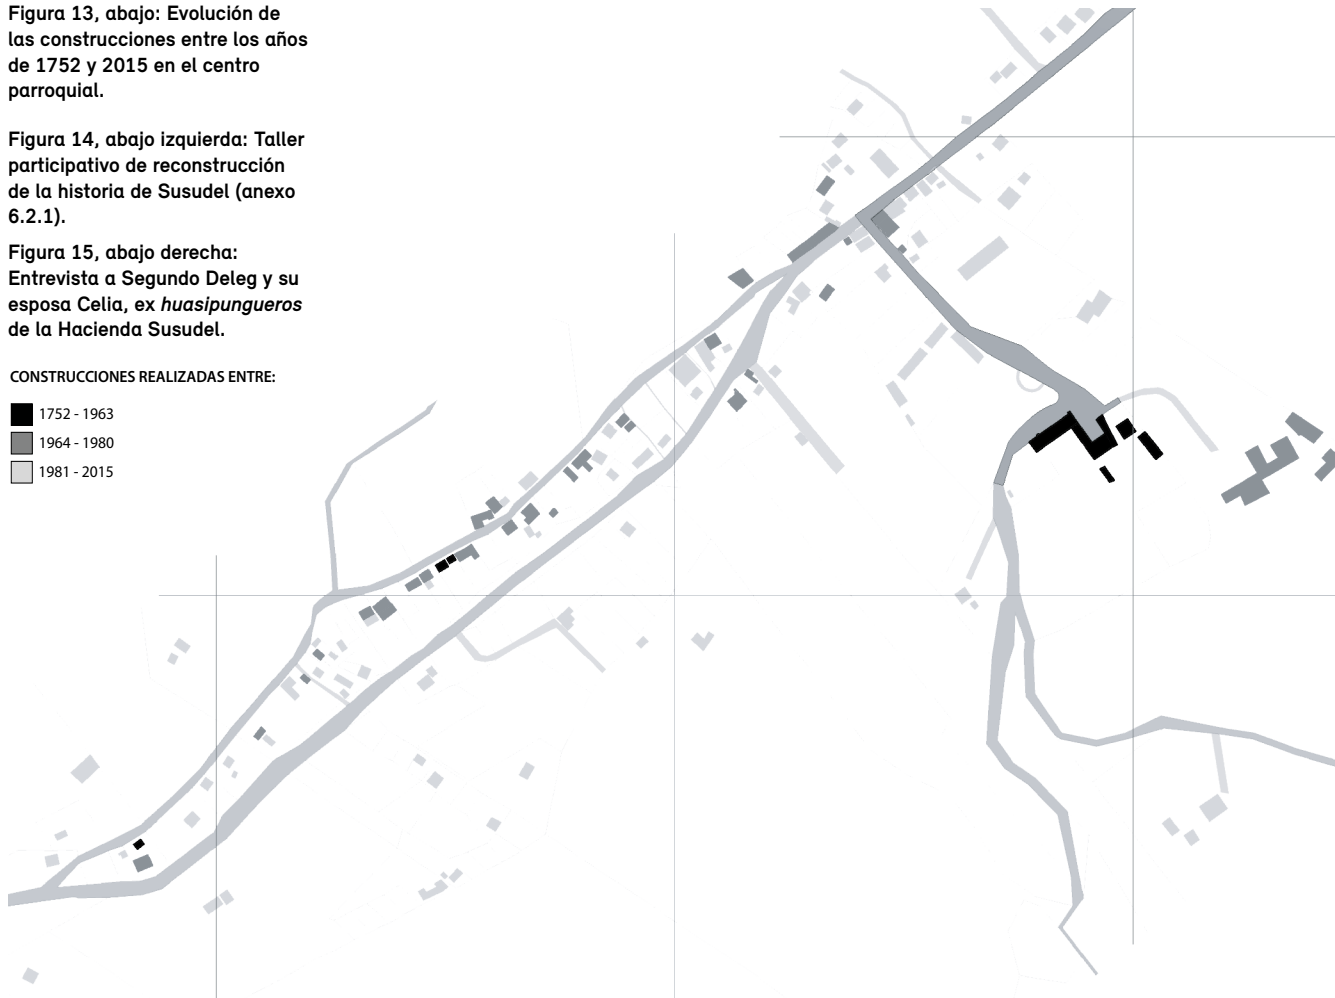 Figura 13, abajo: Evolución de
las construcciones entre los años
de 1752 y 2015 en el centro
parroquial.
Figura 14, abajo izquierda: Taller
participativo de reconstrucción
de la historia de Susudel (anexo
6.2.1).
Figura 15, abajo derecha:
Entrevista a Segundo Deleg y su
esposa Celia, ex huasipungueros
de la Hacienda Susudel.
CONSTRUCCIONES REALIZADAS ENTRE:
1752 - 1963
1964 - 1980
1981 - 2015